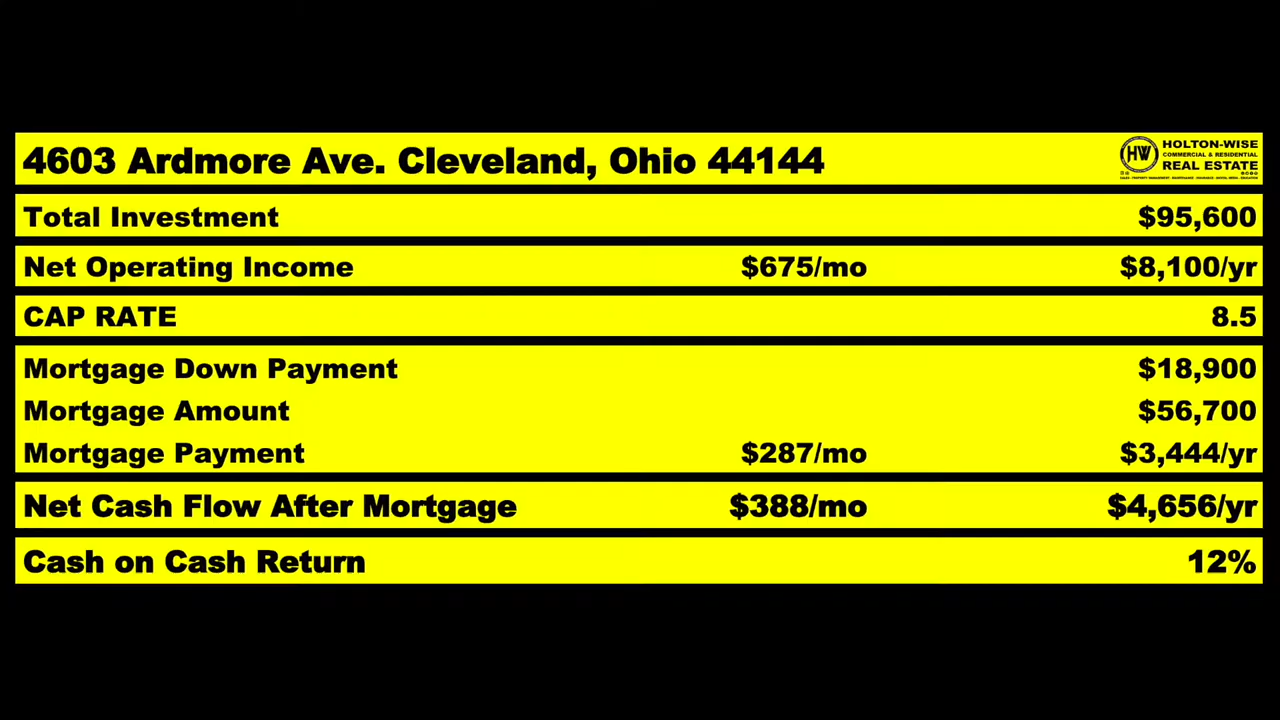 4603 Ardmore Ave. Cleveland, Ohio 44144
HW HOLTON-WISE
COMMERCIAL & RESIDENTIAL
REAL ESTATE
Total Investment $95,600
Net Operating Income $675/mo $8,100/yr
CAP RATE 8.5
Mortgage Down Payment $18,900
Mortgage Amount $56,700
Mortgage Payment $287/mo $3,444/yr
Net Cash Flow After Mortgage $388/mo $4,656/yr
Cash on Cash Return 12%